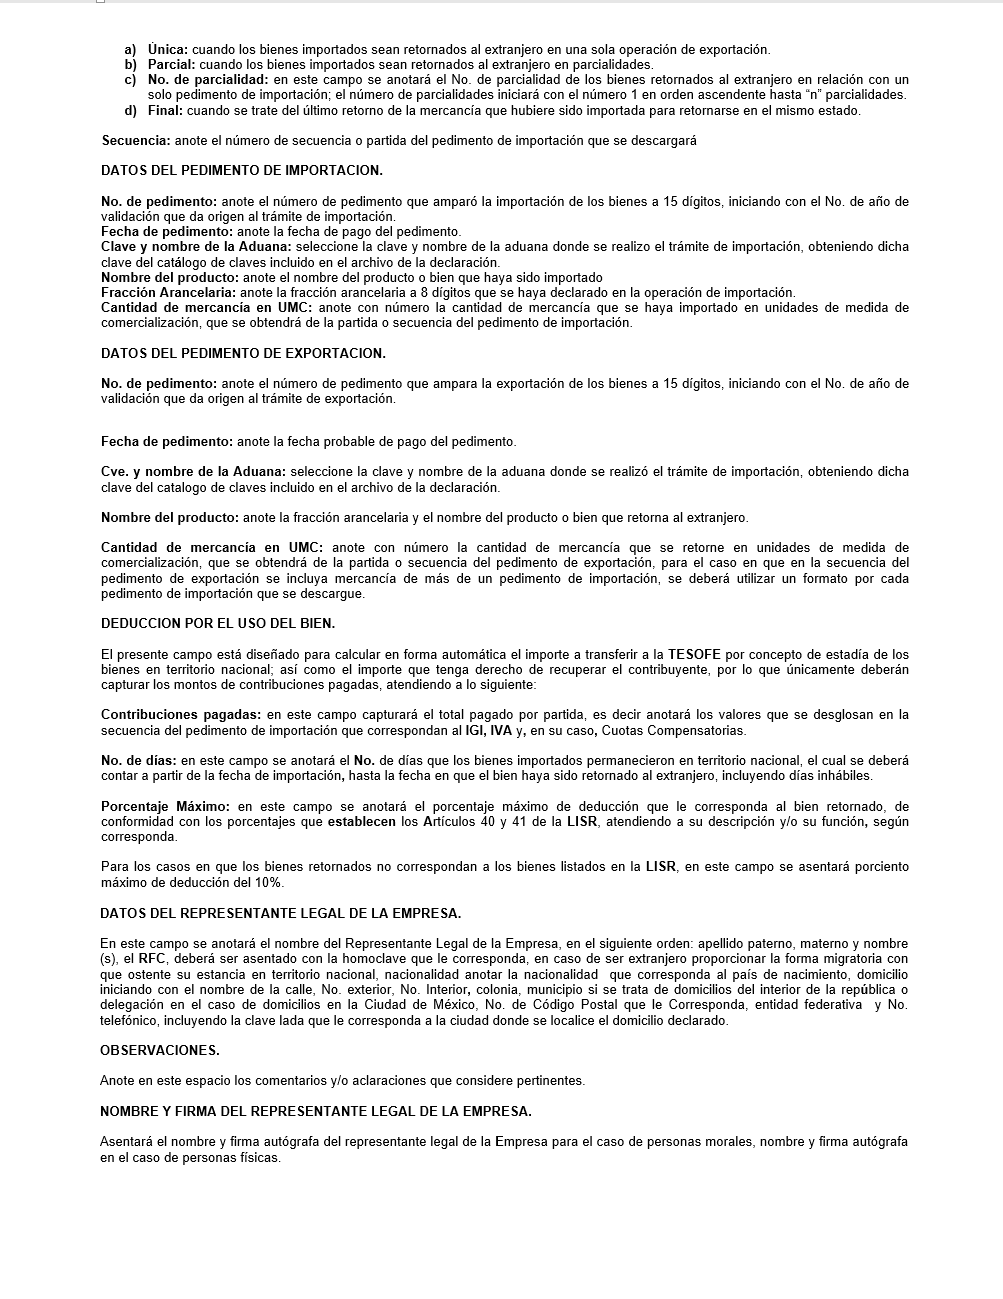 a) Única: cuando los bienes importados sean retornados al extranjero en una sola operación de exportación.
b) Parcial: cuando los bienes importados sean retornados al extranjero en parcialidades.
c) No. de parcialidad: en este campo se anotará el No. de parcialidad de los bienes retornados al extranjero en relación con un
solo pedimento de importación; el número de parcialidades iniciará con el número 1 en orden ascendente hasta “n” parcialidades.
d) Final: cuando se trate del último retorno de la mercancía que hubiere sido importada para retornarse en el mismo estado.
Secuencia: anote el número de secuencia o partida del pedimento de importación que se descargará
DATOS DEL PEDIMENTO DE IMPORTACION.
No. de pedimento: anote el número de pedimento que amparó la importación de los bienes a 15 dígitos, iniciando con el No. de año de
validación que da origen al trámite de importación.
Fecha de pedimento: anote la fecha de pago del pedimento.
Clave y nombre de la Aduana: seleccione la clave y nombre de la aduana donde se realizo el trámite de importación, obteniendo dicha
clave del catálogo de claves incluido en el archivo de la declaración.
Nombre del producto: anote el nombre del producto o bien que haya sido importado
Fracción Arancelaria: anote la fracción arancelaria a 8 dígitos que se haya declarado en la operación de importación.
Cantidad de mercancía en UMC: anote con número la cantidad de mercancía que se haya importado en unidades de medida de
comercialización, que se obtendrá de la partida o secuencia del pedimento de importación.
DATOS DEL PEDIMENTO DE EXPORTACION.
No. de pedimento: anote el número de pedimento que ampara la exportación de los bienes a 15 dígitos, iniciando con el No. de año de
validación que da origen al trámite de exportación.
Fecha de pedimento: anote la fecha probable de pago del pedimento.
Cve. y nombre de la Aduana: seleccione la clave y nombre de la aduana donde se realizó el trámite de importación, obteniendo dicha
clave del catalogo de claves incluido en el archivo de la declaración.
Nombre del producto: anote la fracción arancelaria y el nombre del producto o bien que retorna al extranjero.
Cantidad de mercancía en UMC: anote con número la cantidad de mercancía que se retorne en unidades de medida de
comercialización, que se obtendrá de la partida o secuencia del pedimento de exportación, para el caso en que en la secuencia del
pedimento de exportación se incluya mercancía de más de un pedimento de importación, se deberá utilizar un formato por cada
pedimento de importación que se descargue.
DEDUCCION POR EL USO DEL BIEN.
El presente campo está diseñado para calcular en forma automática el importe a transferir a la TESOFE por concepto de estadía de los
bienes en territorio nacional; así como el importe que tenga derecho de recuperar el contribuyente, por lo que únicamente deberán
capturar los montos de contribuciones pagadas, atendiendo a lo siguiente:
Contribuciones pagadas: en este campo capturará el total pagado por partida, es decir anotará los valores que se desglosan en la
secuencia del pedimento de importación que correspondan al IGI, IVA y, en su caso, Cuotas Compensatorias.
No. de días: en este campo se anotará el No. de días que los bienes importados permanecieron en territorio nacional, el cual se deberá
contar a partir de la fecha de importación, hasta la fecha en que el bien haya sido retornado al extranjero, incluyendo días inhábiles.
Porcentaje Máximo: en este campo se anotará el porcentaje máximo de deducción que le corresponda al bien retornado, de
conformidad con los porcentajes que establecen los Artículos 40 y 41 de la LISR, atendiendo a su descripción y/o su función, según
corresponda.
Para los casos en que los bienes retornados no correspondan a los bienes listados en la LISR, en este campo se asentará porciento
máximo de deducción del 10%.
DATOS DEL REPRESENTANTE LEGAL DE LA EMPRESA.
En este campo se anotará el nombre del Representante Legal de la Empresa, en el siguiente orden: apellido paterno, materno y nombre
(s), el RFC, deberá ser asentado con la homoclave que le corresponda, en caso de ser extranjero proporcionar la forma migratoria con
que ostente su estancia en territorio nacional, nacionalidad anotar la nacionalidad que corresponda al país de nacimiento, domicilio
iniciando con el nombre de la calle, No. exterior, No. Interior, colonia, municipio si se trata de domicilios del interior de la república o
delegación en el caso de domicilios en la Ciudad de México, No. de Código Postal que le Corresponda, entidad federativa y No.
telefónico, incluyendo la clave lada que le corresponda a la ciudad donde se localice el domicilio declarado.
OBSERVACIONES.
Anote en este espacio los comentarios y/o aclaraciones que considere pertinentes.
NOMBRE Y FIRMA DEL REPRESENTANTE LEGAL DE LA EMPRESA.
Asentará el nombre y firma autógrafa del representante legal de la Empresa para el caso de personas morales, nombre y firma autógrafa
en el caso de personas físicas.